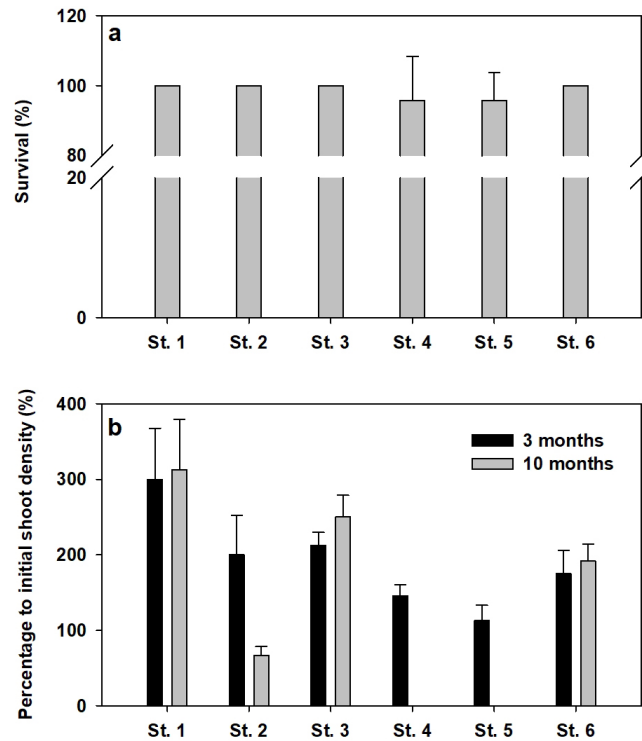 a
Survival (%)
120
100
80
20
0
St. 1 St. 2 St. 3 St. 4 St. 5 St. 6
b
Percentage to initial shoot density (%)
400
300
200
100
0
3 months
10 months
St. 1 St. 2 St. 3 St. 4 St. 5 St. 6